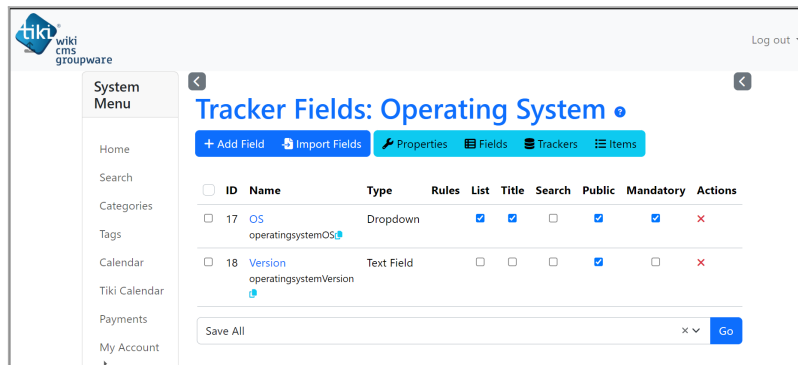 tiki
wiki
cms
groupware
Log out
System
Menu
Home
Search
Categories
Tags
Calendar
Tiki Calendar
Payments
My Account
Tracker Fields: Operating System ?
+ Add Field Import Fields Properties Fields Trackers Items
ID Name Type Rules List Title Search Public Mandatory Actions
17 OS Dropdown
operatingsystemOS
18 Version Text Field
operatingsystemVersion
Save All Go